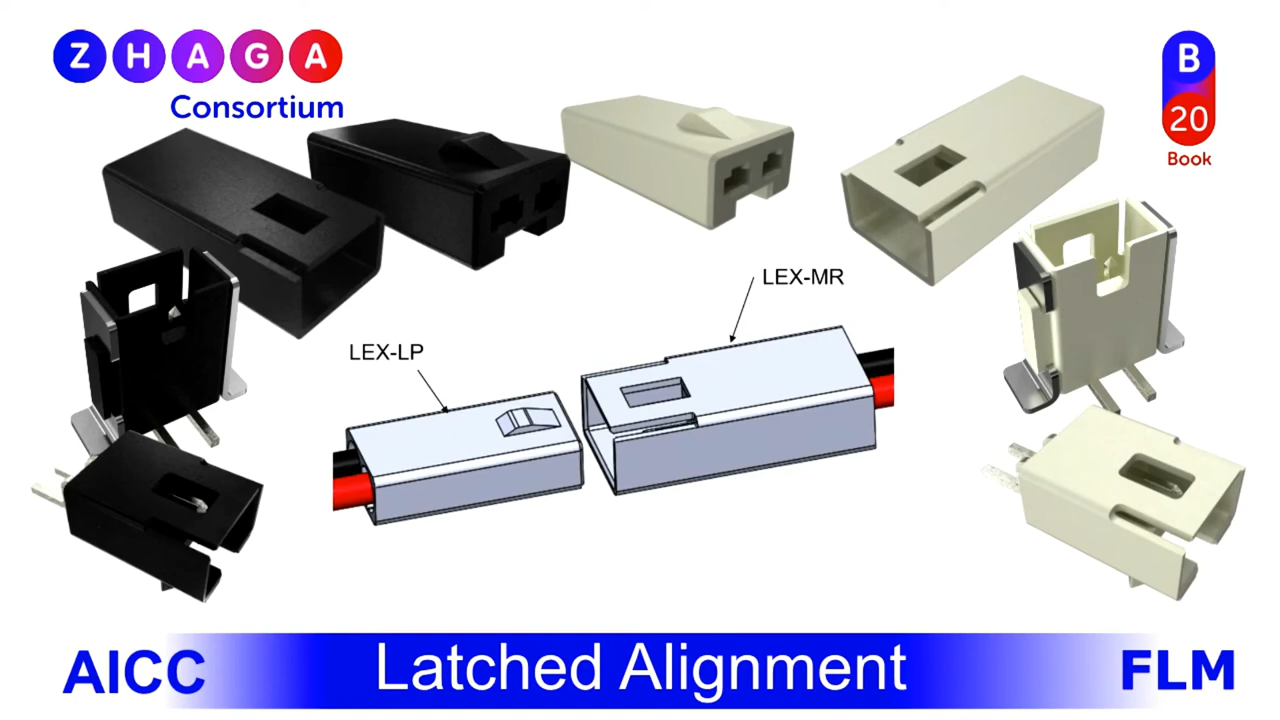 ZHAGA
Consortium
B
20
Book
LEX-MR
LEX-LP
AICC
Latched Alignment
FLM